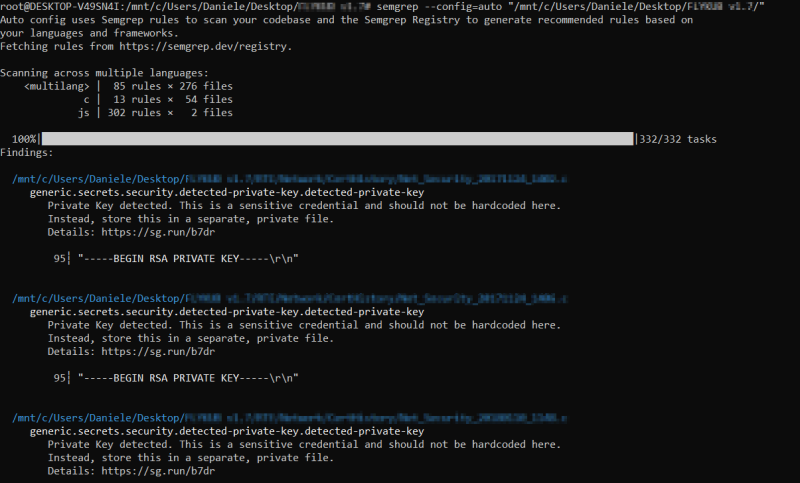 root@DESKTOP-V49SN4I:/mnt/c/Users/Daniele/Desktop/ # semgrep --config=auto "/mnt/c/Users/Daniele/Desktop/ v1.7/"
Auto config uses Semgrep rules to scan your codebase and the Semgrep Registry to generate recommended rules based on
your languages and frameworks.
Fetching rules from https://semgrep.dev/registry.
Scanning across multiple languages:
<multilang> | 85 rules × 276 files
c | 13 rules × 54 files
js | 302 rules × 2 files
100%| |332/332 tasks
Findings:
/mnt/c/Users/Daniele/Desktop/
generic.secrets.security.detected-private-key.detected-private-key
Private Key detected. This is a sensitive credential and should not be hardcoded here.
Instead, store this in a separate, private file.
Details: https://sg.run/b7dr
95┆ "-----BEGIN RSA PRIVATE KEY-----\r\n"
/mnt/c/Users/Daniele/Desktop/
generic.secrets.security.detected-private-key.detected-private-key
Private Key detected. This is a sensitive credential and should not be hardcoded here.
Instead, store this in a separate, private file.
Details: https://sg.run/b7dr
95┆ "-----BEGIN RSA PRIVATE KEY-----\r\n"
/mnt/c/Users/Daniele/Desktop/
generic.secrets.security.detected-private-key.detected-private-key
Private Key detected. This is a sensitive credential and should not be hardcoded here.
Instead, store this in a separate, private file.
Details: https://sg.run/b7dr